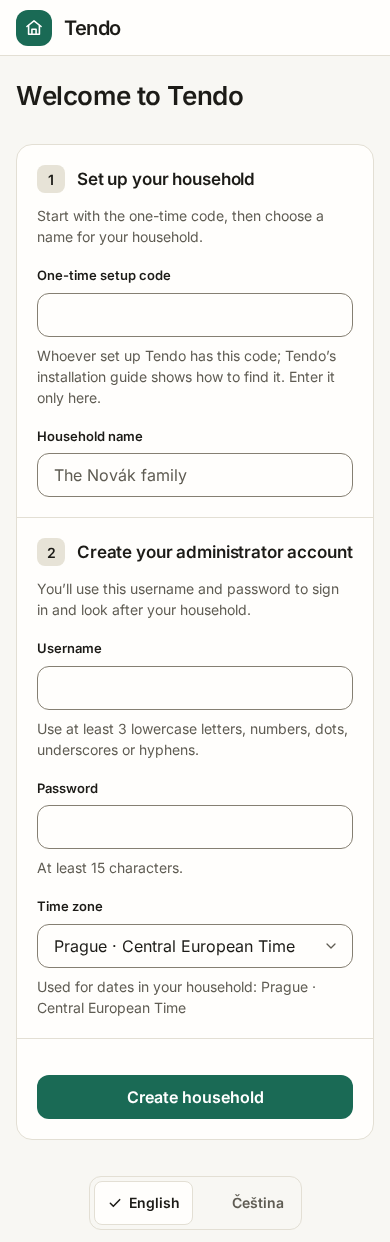 Tendo
Welcome to Tendo
1 Set up your household
Start with the one-time code, then choose a
name for your household.
One-time setup code
Whoever set up Tendo has this code; Tendo’s
installation guide shows how to find it. Enter it
only here.
Household name
The Novák family
2 Create your administrator account
You’ll use this username and password to sign
in and look after your household.
Username
Use at least 3 lowercase letters, numbers, dots,
underscores or hyphens.
Password
At least 15 characters.
Time zone
Prague · Central European Time
Used for dates in your household: Prague ·
Central European Time
Create household
English Čeština